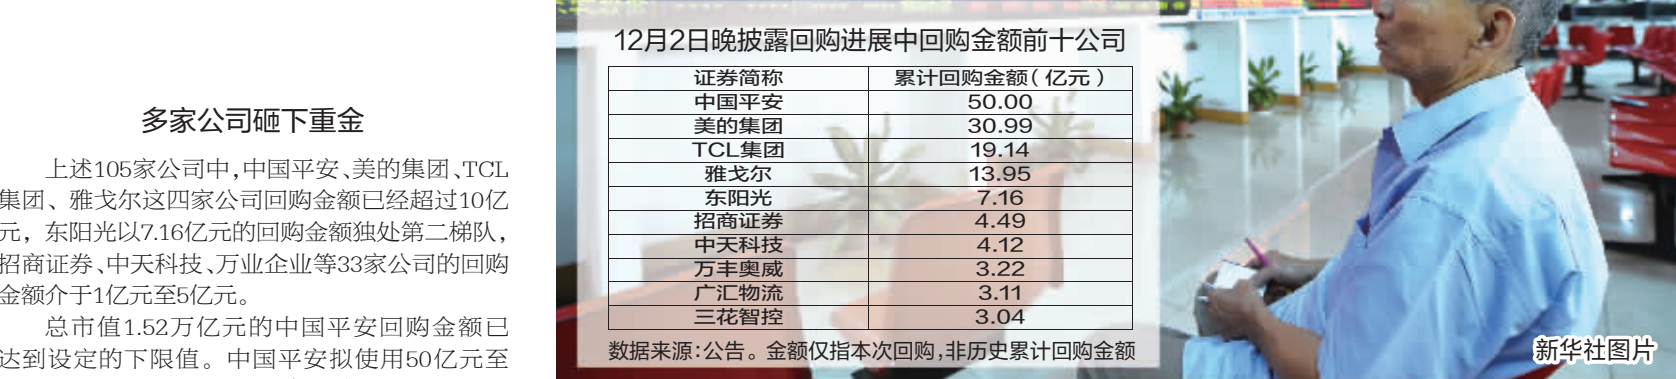 多家公司砸下重金
上述105家公司中,中国平安、美的集团、TCL
集团、雅戈尔这四家公司回购金额已经超过10亿
元，东阳光以7.16亿元的回购金额独处第二梯队，
招商证券、中天科技、万业企业等33家公司的回购
金额介于1亿元至5亿元。
总市值1.52万亿元的中国平安回购金额已
达到设定的下限值。中国平安拟使用50亿元至
12月2日晚披露回购进展中回购金额前十公司
证券简称 累计回购金额（亿元）
中国平安 50.00
美的集团 30.99
TCL集团 19.14
雅戈尔 13.95
东阳光 7.16
招商证券 4.49
中天科技 4.12
万丰奥威 3.22
广汇物流 3.11
三花智控 3.04
数据来源:公告。金额仅指本次回购,非历史累计回购金额
新华社图片